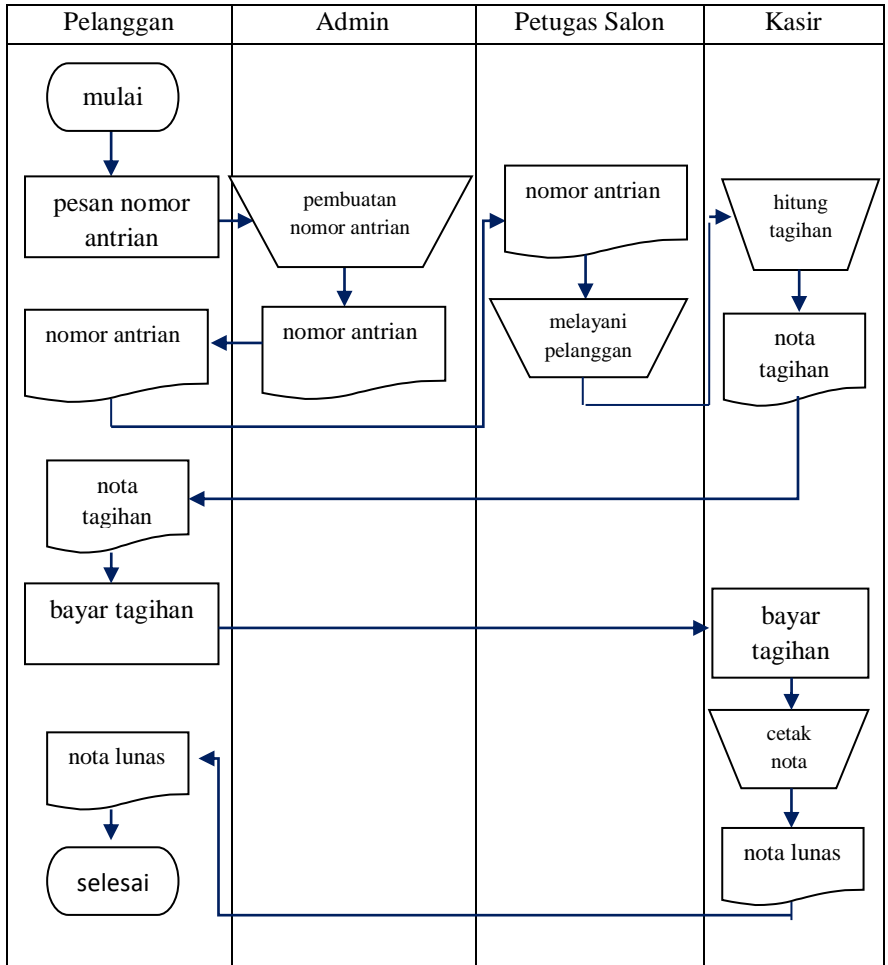 Pelanggan
Admin
Petugas Salon
Kasir
mulai
pesan nomor
antrian
pembuatan
nomor antrian
nomor antrian
hitung
tagihan
nomor antrian
nomor antrian
melayani
pelanggan
nota
tagihan
nota
tagihan
bayar tagihan
bayar
tagihan
nota lunas
cetak
nota
selesai
nota lunas